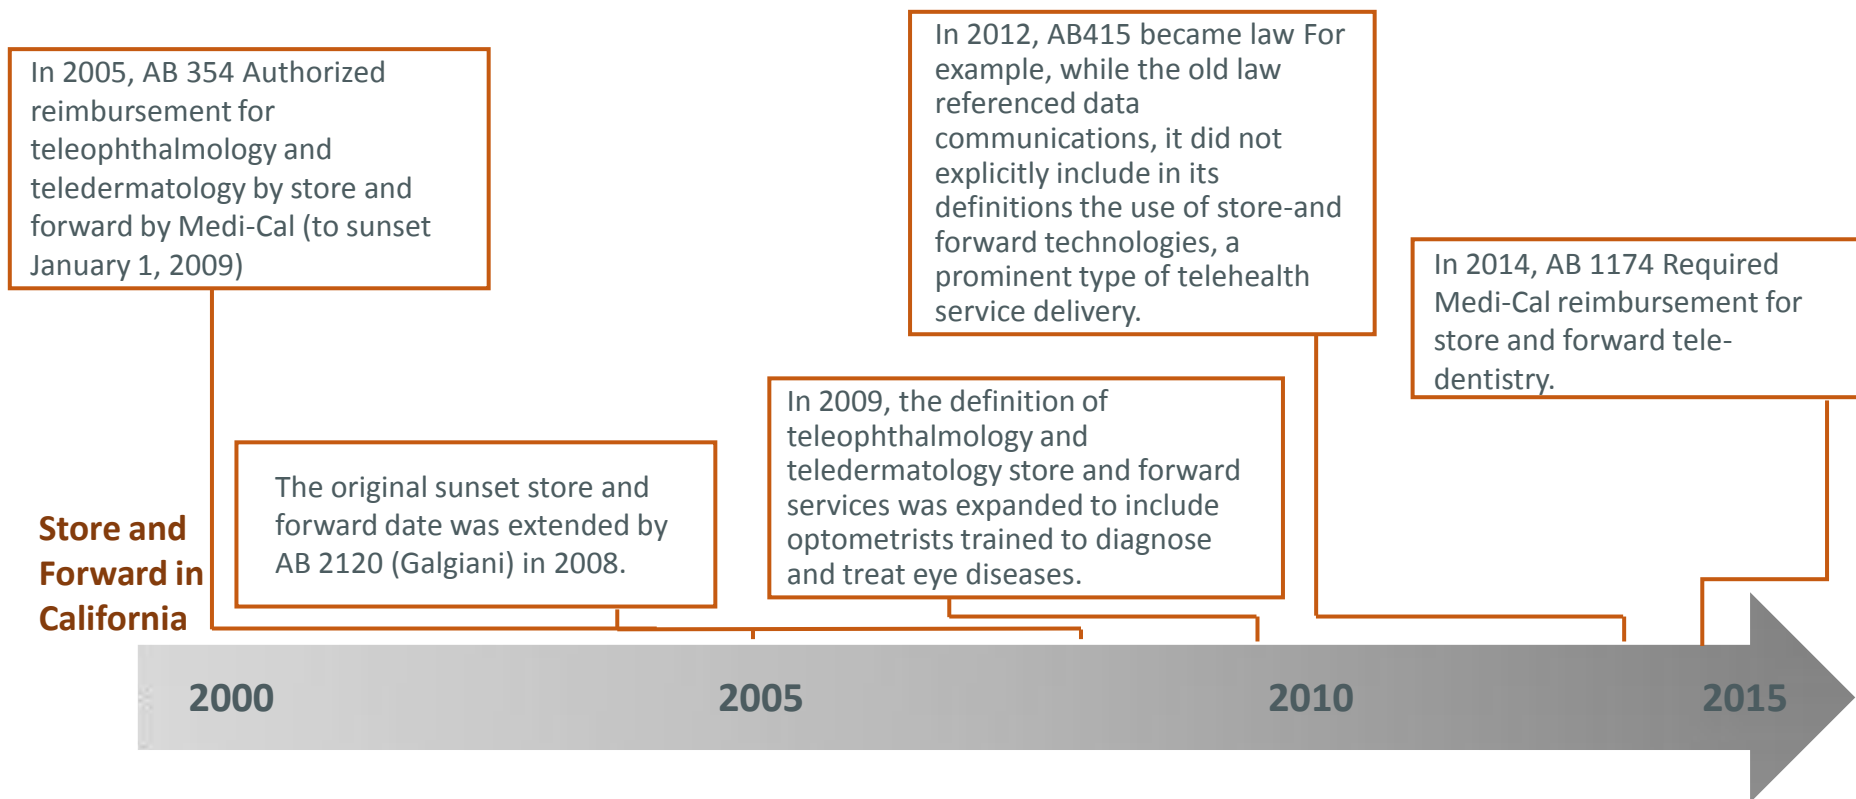 In 2005, AB 354 Authorized
reimbursement for
teleophthalmology and
teledermatology by store and
forward by Medi-Cal (to sunset
January 1, 2009)
The original sunset store and
forward date was extended by
AB 2120 (Galgiani) in 2008.
In 2009, the definition of
teleophthalmology and
teledermatology store and forward
services was expanded to include
optometrists trained to diagnose
and treat eye diseases.
In 2012, AB415 became law For
example, while the old law
referenced data
communications, it did not
explicitly include in its
definitions the use of store-and
forward technologies, a
prominent type of telehealth
service delivery.
In 2014, AB 1174 Required
Medi-Cal reimbursement for
store and forward tele-
dentistry.
Store and
Forward in
California
2000
2005
2010
2015